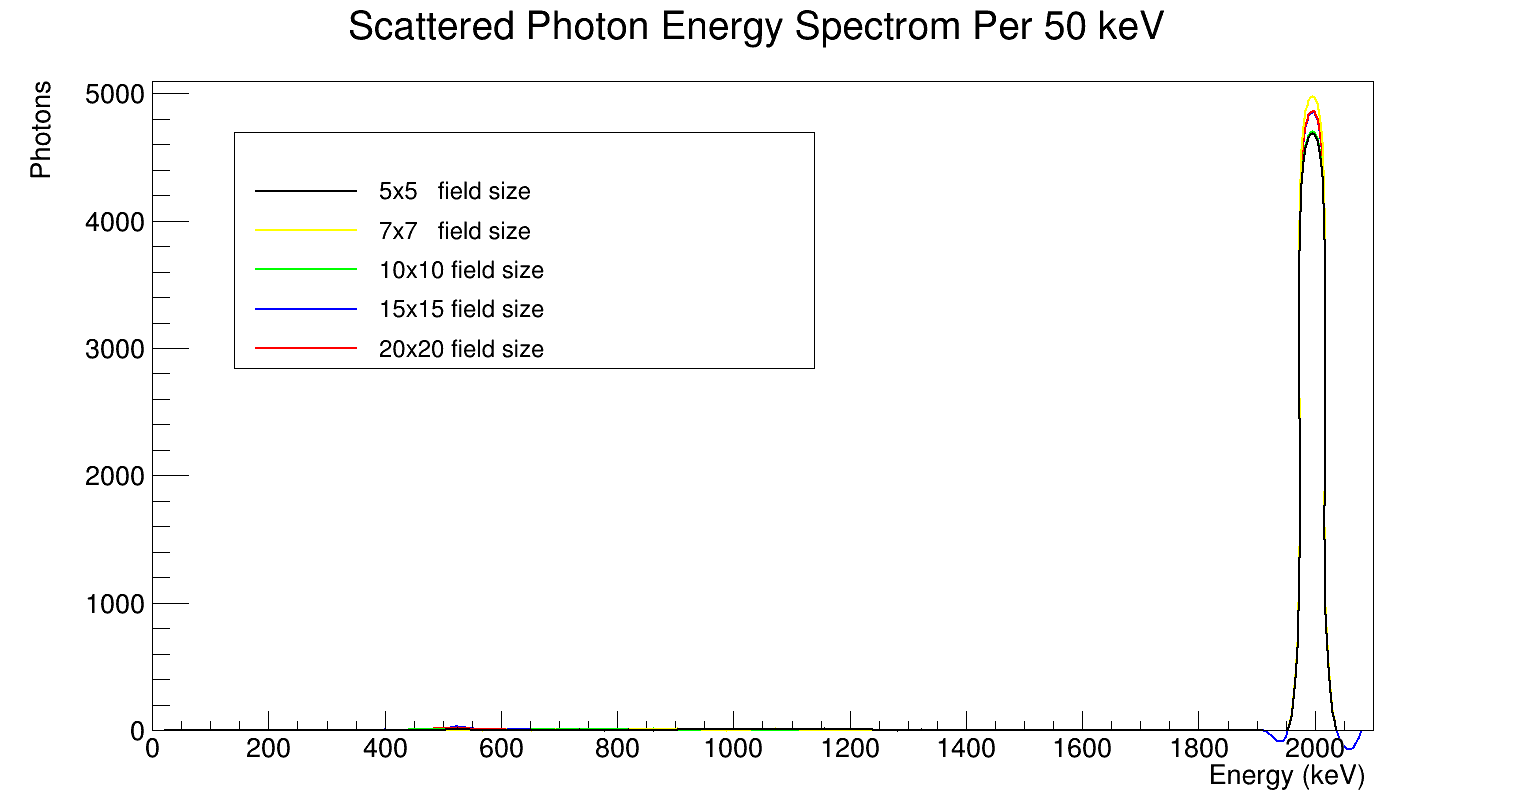 Scattered Photon Energy Spectrom Per 50 keV
Photons
5000
4000
3000
2000
1000
0
5x5 field size
7x7 field size
10x10 field size
15x15 field size
20x20 field size
0 200 400 600 800 1000 1200 1400 1600 1800 2000
Energy (keV)